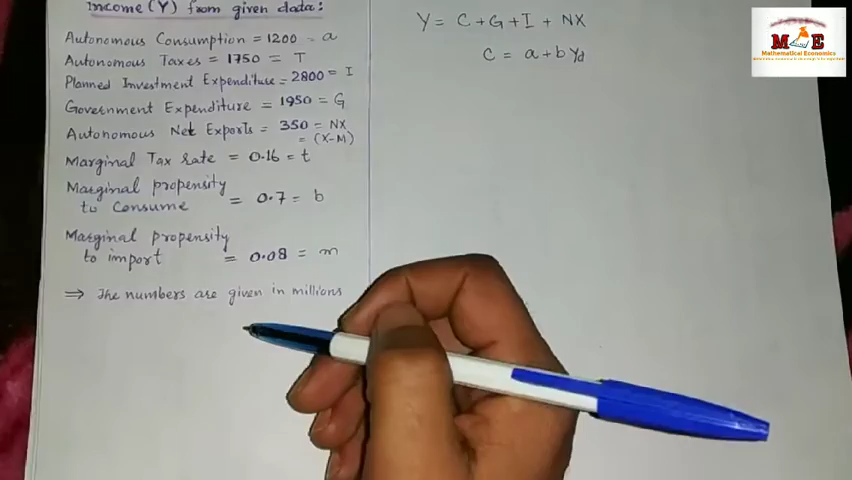 Income (Y) from given data:
Autonomous Consumption = 1200 = a
Autonomous Taxes = 1750 = T
Planned Investment Expenditure = 2800 = I
Government Expenditure = 1950 = G
Autonomous Net Exports = 350 = NX
= (X-M)
Marginal Tax rate = 0.16 = t
Marginal propensity
to Consume = 0.7 = b
Marginal propensity
to import = 0.08 = m
⇒ The numbers are given in millions
Y = C + G + I + NX
C = a + b Yd
M E
Mathematical Economics